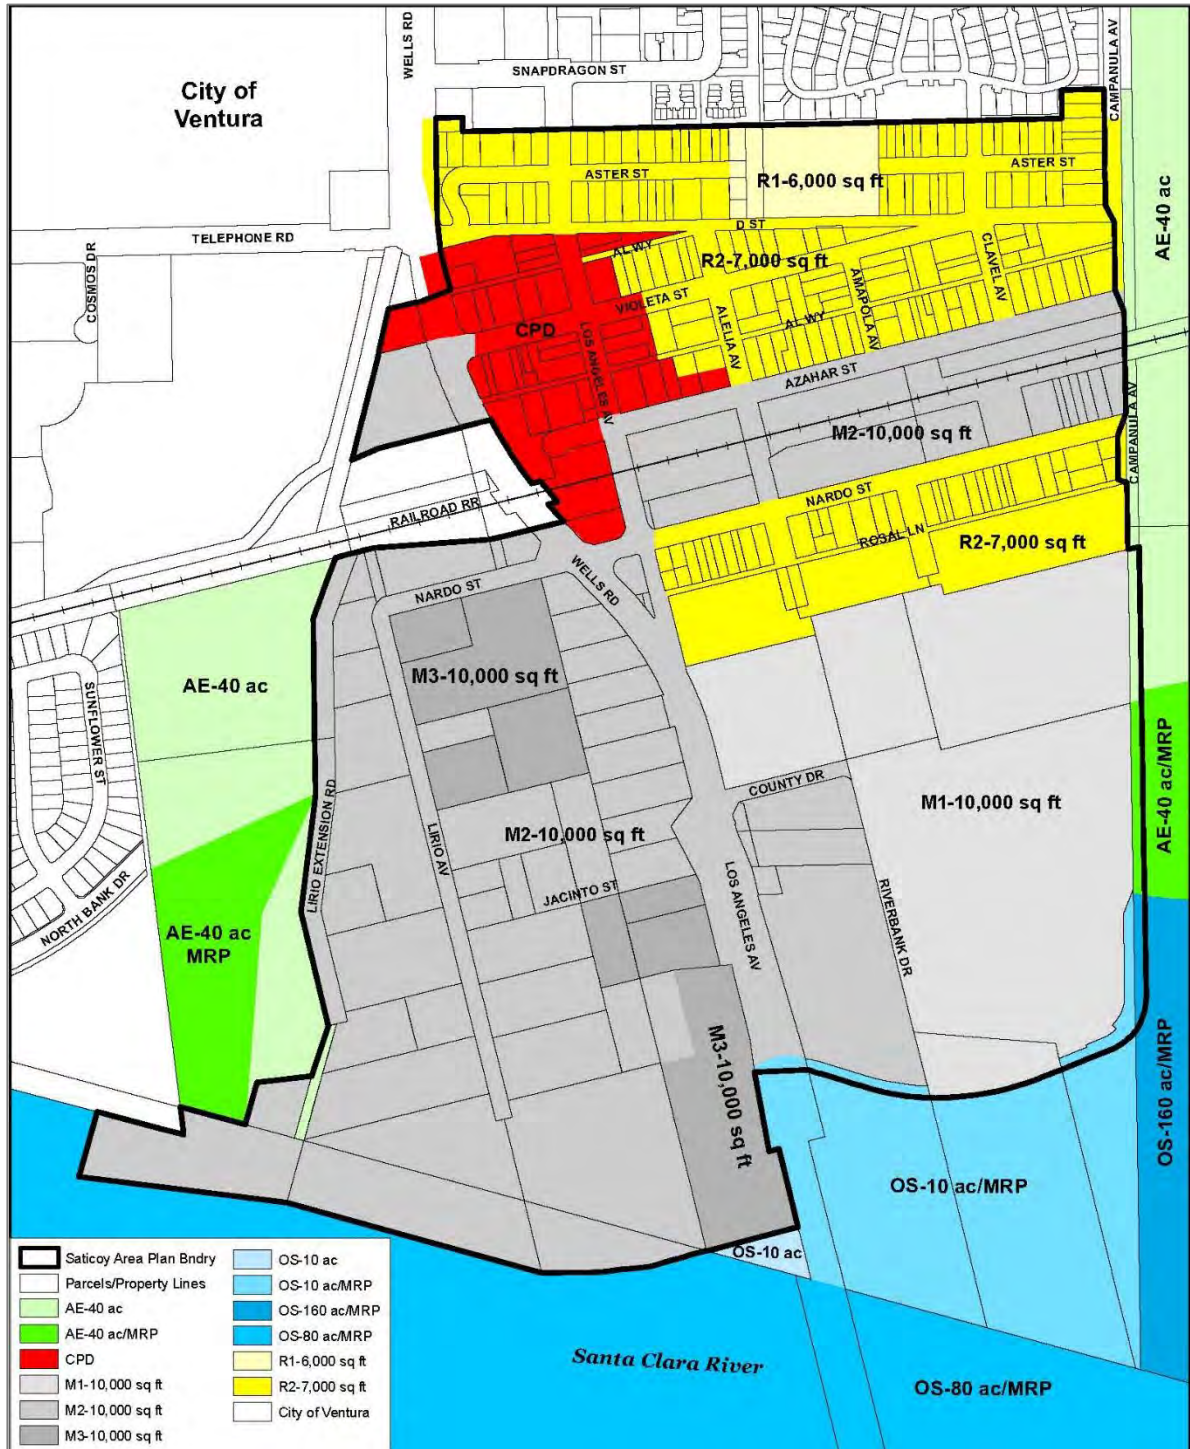 WELLS RD
CAMPANULA AV
SNAPDRAGON ST
City of
Ventura
ASTER ST
ASTER ST
R1-6,000 sq ft
AE-40 ac
D ST
TELEPHONE RD
COSMOS DR
AL WY
R2-7,000 sq ft
CLAVEL AV
AMAPOLA AV
VIOLETA ST
ALELIA AV
AL WY
CPD
LOS ANGELES AV
AZAHAR ST
CAMPANULA AV
M2-10,000 sq ft
NARDO ST
RAILROAD RR
ROSAL LN
R2-7,000 sq ft
WELLS RD
NARDO ST
M3-10,000 sq ft
AE-40 ac
SUNFLOWER ST
AE-40 ac/MRP
COUNTY DR
M1-10,000 sq ft
LIRIO EXTENSION RD
LIRIO AV
M2-10,000 sq ft
JACINTO ST
LOS ANGELES AV
RIVERBANK DR
NORTH BANK DR
AE-40 ac
MRP
M3-10,000 sq ft
OS-160 ac/MRP
OS-10 ac/MRP
OS-10 ac
Santa Clara River
OS-80 ac/MRP
Saticoy Area Plan Bndry
Parcels/Property Lines
AE-40 ac
AE-40 ac/MRP
CPD
M1-10,000 sq ft
M2-10,000 sq ft
M3-10,000 sq ft
OS-10 ac
OS-10 ac/MRP
OS-160 ac/MRP
OS-80 ac/MRP
R1-6,000 sq ft
R2-7,000 sq ft
City of Ventura